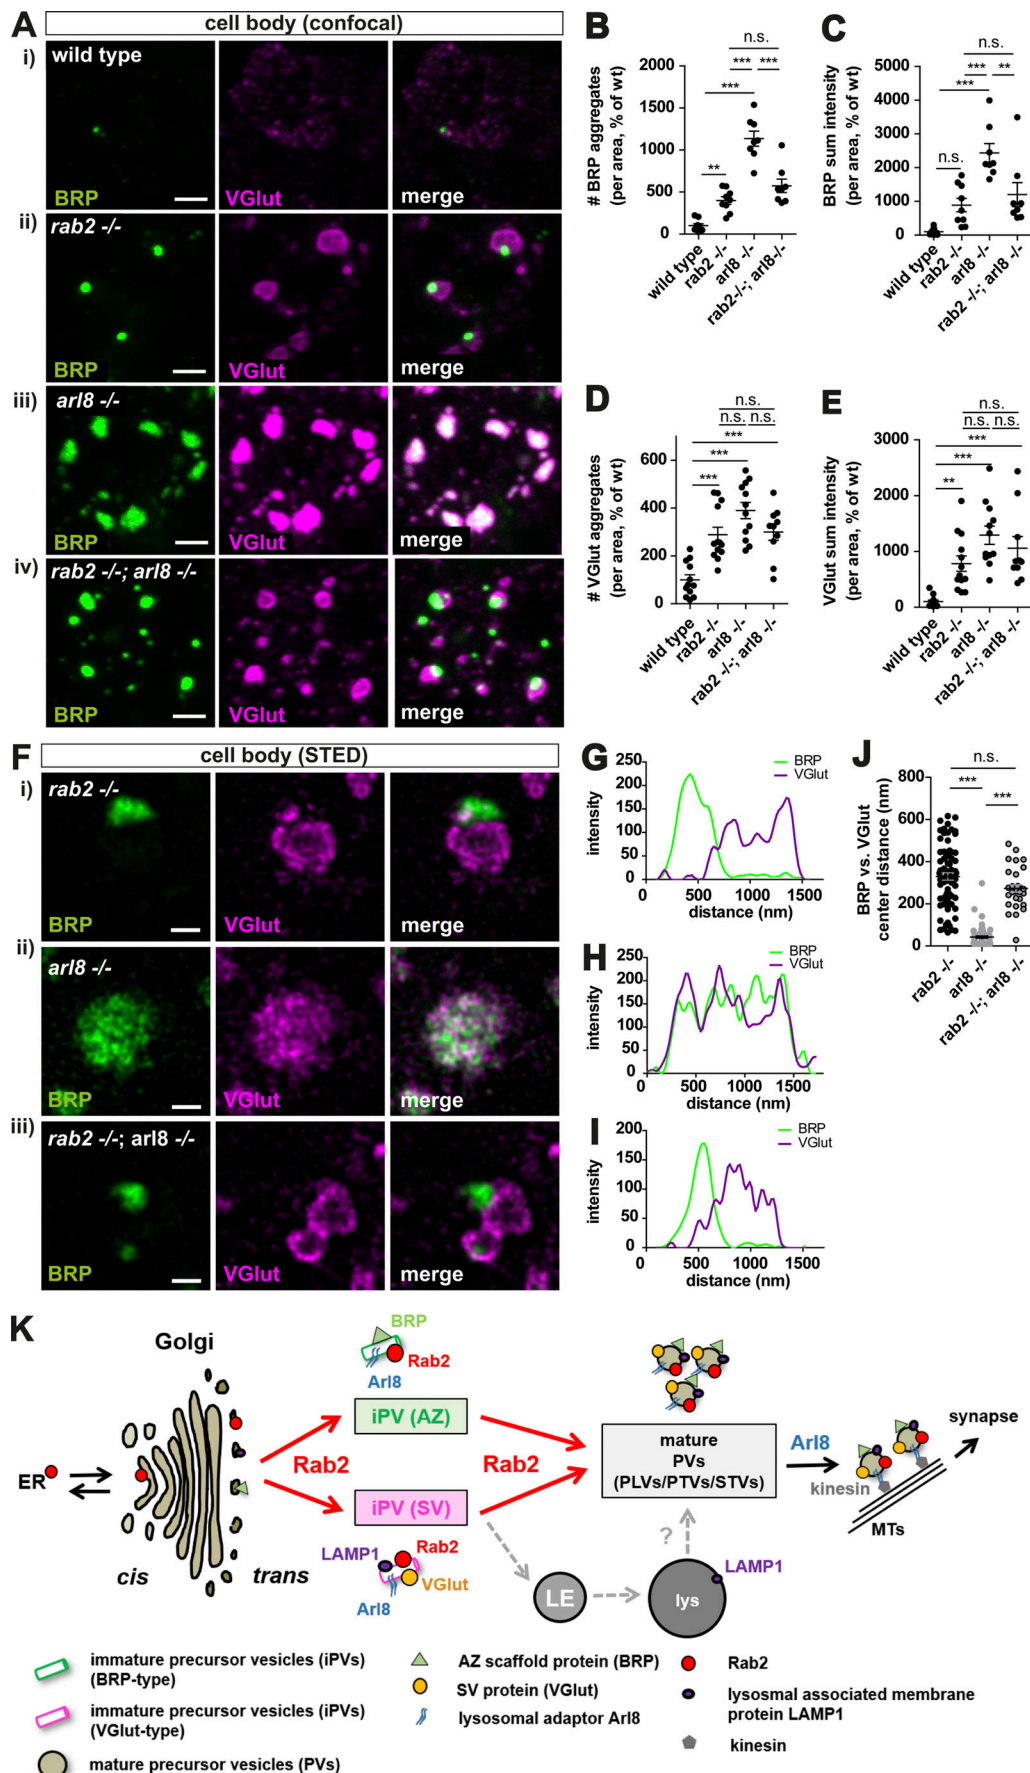 A
cell body (confocal)
i)
wild type
BRP
VGlut
merge
ii)
rab2 -/-
BRP
VGlut
merge
iii)
arl8 -/-
BRP
VGlut
merge
iv)
rab2 -/-; arl8 -/-
BRP
VGlut
merge
B
# BRP aggregates
(per area, % of wt)
2000
1500
1000
500
0
n.s.
*** ***
***
**
wild type
rab2 -/-
arl8 -/-
rab2-/-; arl8-/-
C
BRP sum intensity
(per area, % of wt)
5000
4000
3000
2000
1000
0
n.s.
*** **
***
n.s.
wild type
rab2 -/-
arl8 -/-
rab2 -/-; arl8 -/-
D
# VGlut aggregates
(per area, % of wt)
600
400
200
0
n.s.
n.s. n.s.
***
***
***
wild type
rab2 -/-
arl8 -/-
rab2 -/-; arl8 -/-
E
VGlut sum intensity
(per area, % of wt)
3000
2000
1000
0
n.s.
n.s. n.s.
***
***
**
wild type
rab2 -/-
arl8 -/-
rab2 -/-; arl8 -/-
F
cell body (STED)
i)
rab2 -/-
BRP
VGlut
merge
ii)
arl8 -/-
BRP
VGlut
merge
iii)
rab2 -/-; arl8 -/-
BRP
VGlut
merge
G
BRP
VGlut
intensity
250
200
150
100
50
0
0 500 1000 1500
distance (nm)
H
BRP
VGlut
intensity
250
200
150
100
50
0
0 500 1000 1500
distance (nm)
I
BRP
VGlut
intensity
200
150
100
50
0
0 500 1000 1500
distance (nm)
J
BRP vs. VGlut
center distance (nm)
800
600
400
200
0
n.s.
***
***
rab2 -/-
arl8 -/-
rab2 -/-; arl8 -/-
K
Golgi
ER
cis
trans
BRP
Rab2
Arl8
iPV (AZ)
Rab2
Rab2
iPV (SV)
LAMP1
Rab2
VGlut
Arl8
LE
lys
LAMP1
?
mature
PVs
(PLVs/PTVs/STVs)
Arl8
synapse
kinesin
MTs
immature precursor vesicles (iPVs)
(BRP-type)
immature precursor vesicles (iPVs)
(VGlut-type)
mature precursor vesicles (PVs)
AZ scaffold protein (BRP)
SV protein (VGlut)
lysosomal adaptor Arl8
Rab2
lysosmal associated membrane
protein LAMP1
kinesin